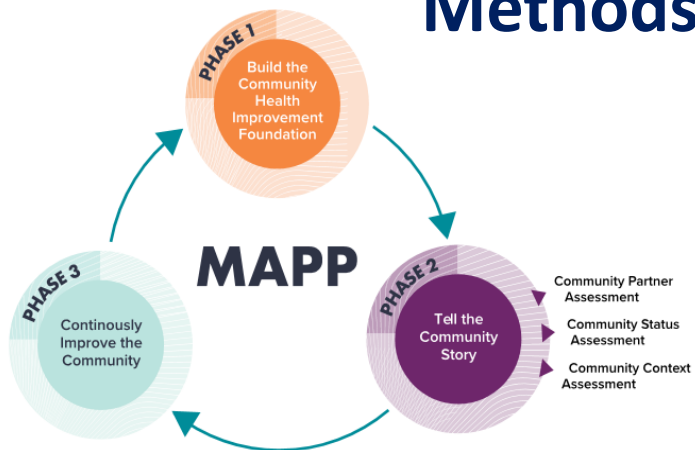 Methods
PHASE 1
Build the
Community
Health
Improvement
Foundation
MAPP
PHASE 2
Tell the
Community
Story
Community Partner
Assessment
Community Status
Assessment
Community Context
Assessment
PHASE 3
Continously
Improve the
Community